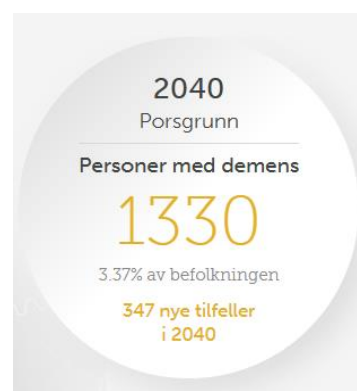 2040
Porsgrunn
Personer med demens
1330
3.37% av befolkningen
347 nye tilfeller
i 2040